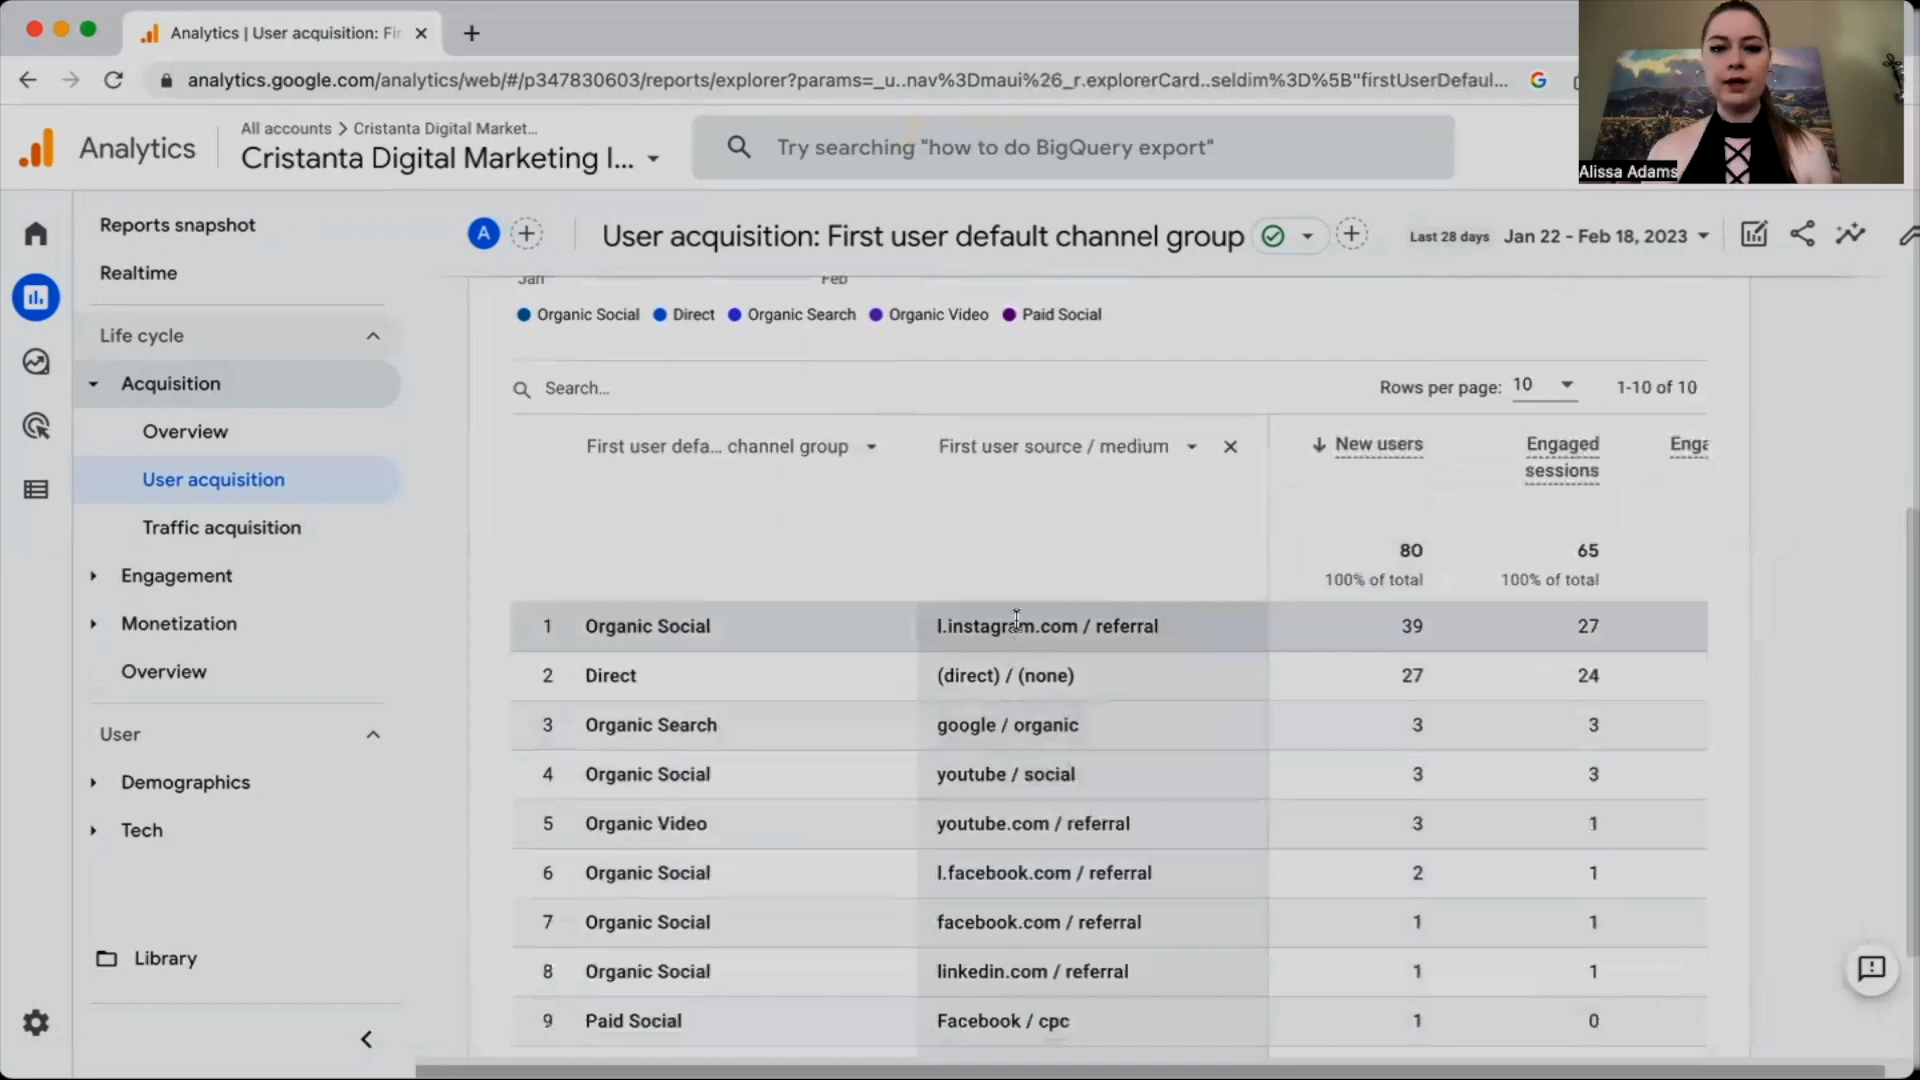 Analytics | User acquisition: Fir
analytics.google.com/analytics/web/#/p347830603/reports/explorer?params=_u..nav%3Dmaui%26_r.explorerCard..seldim%3D%5B"firstUserDefaul...
Analytics
All accounts > Cristanta Digital Market...
Cristanta Digital Marketing I...
Try searching "how to do BigQuery export"
Alissa Adams
Reports snapshot
Realtime
Life cycle
Acquisition
Overview
User acquisition
Traffic acquisition
Engagement
Monetization
Overview
User
Demographics
Tech
Library
A
User acquisition: First user default channel group
Last 28 days Jan 22 - Feb 18, 2023
Jan Feb
Organic Social Direct Organic Search Organic Video Paid Social
Search...
Rows per page: 10 1-10 of 10
First user defa... channel group First user source / medium New users Engaged sessions Enga
80 65
100% of total 100% of total
1 Organic Social l.instagram.com / referral 39 27
2 Direct (direct) / (none) 27 24
3 Organic Search google / organic 3 3
4 Organic Social youtube / social 3 3
5 Organic Video youtube.com / referral 3 1
6 Organic Social l.facebook.com / referral 2 1
7 Organic Social facebook.com / referral 1 1
8 Organic Social linkedin.com / referral 1 1
9 Paid Social Facebook / cpc 1 0